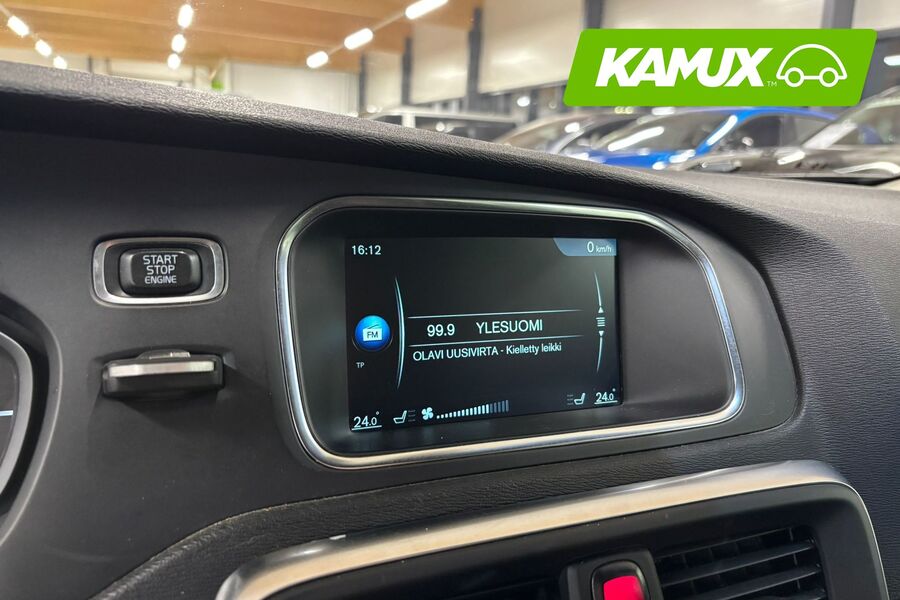 KAMUX™
START
STOP
ENGINE
16:12
0 km/h
FM
99.9 YLESUOMI
OLAVI UUSIVIRTA - Kielletty leikki
TP
24.0°
24.0°